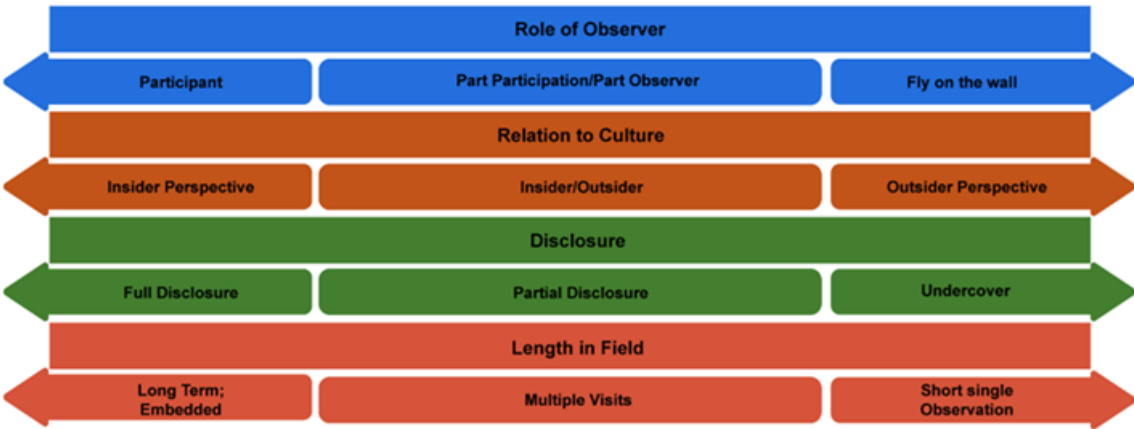 Role of Observer
Participant
Part Participation/Part Observer
Fly on the wall
Relation to Culture
Insider Perspective
Insider/Outsider
Outsider Perspective
Disclosure
Full Disclosure
Partial Disclosure
Undercover
Length in Field
Long Term;
Embedded
Multiple Visits
Short single
Observation